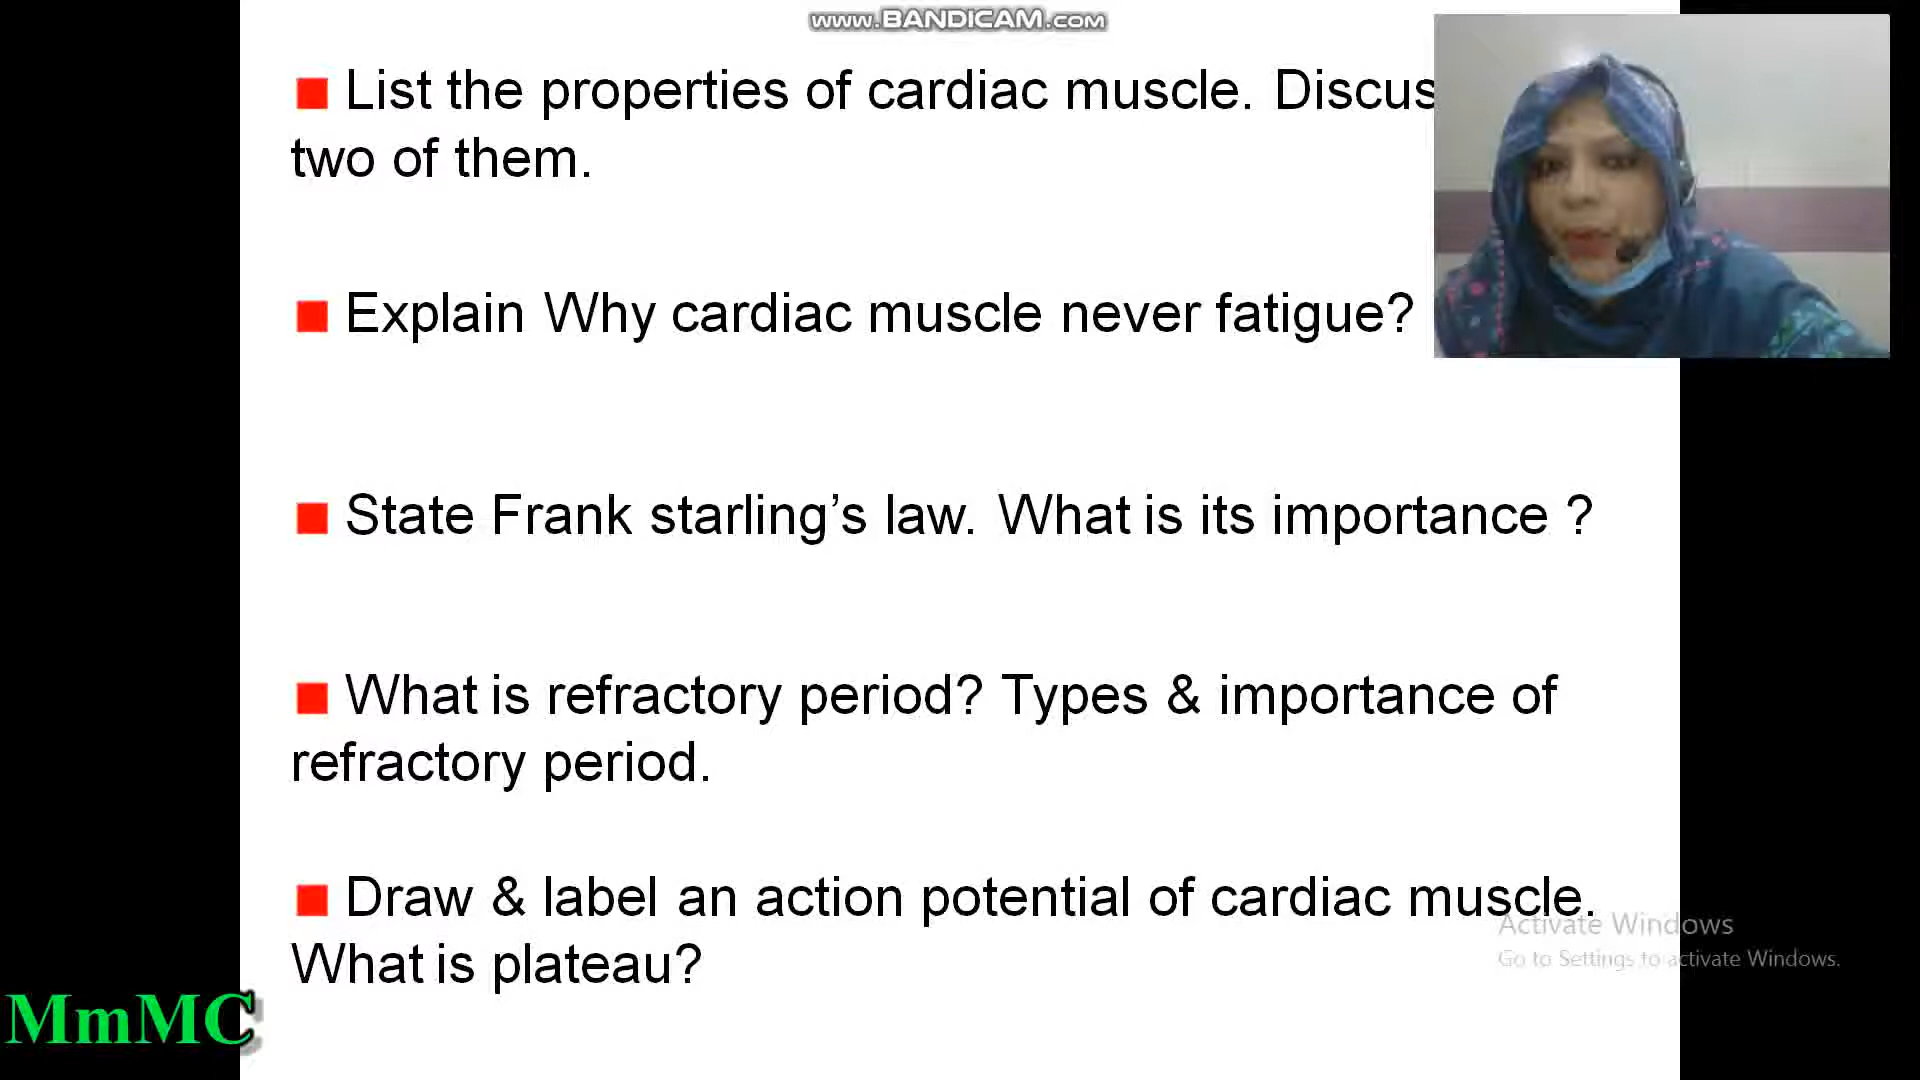 www.BANDICAM.com
List the properties of cardiac muscle. Discus
two of them.
Explain Why cardiac muscle never fatigue?
State Frank starling’s law. What is its importance ?
What is refractory period? Types & importance of
refractory period.
Draw & label an action potential of cardiac muscle.
What is plateau?
Activate Windows
Go to Settings to activate Windows.
MmMC